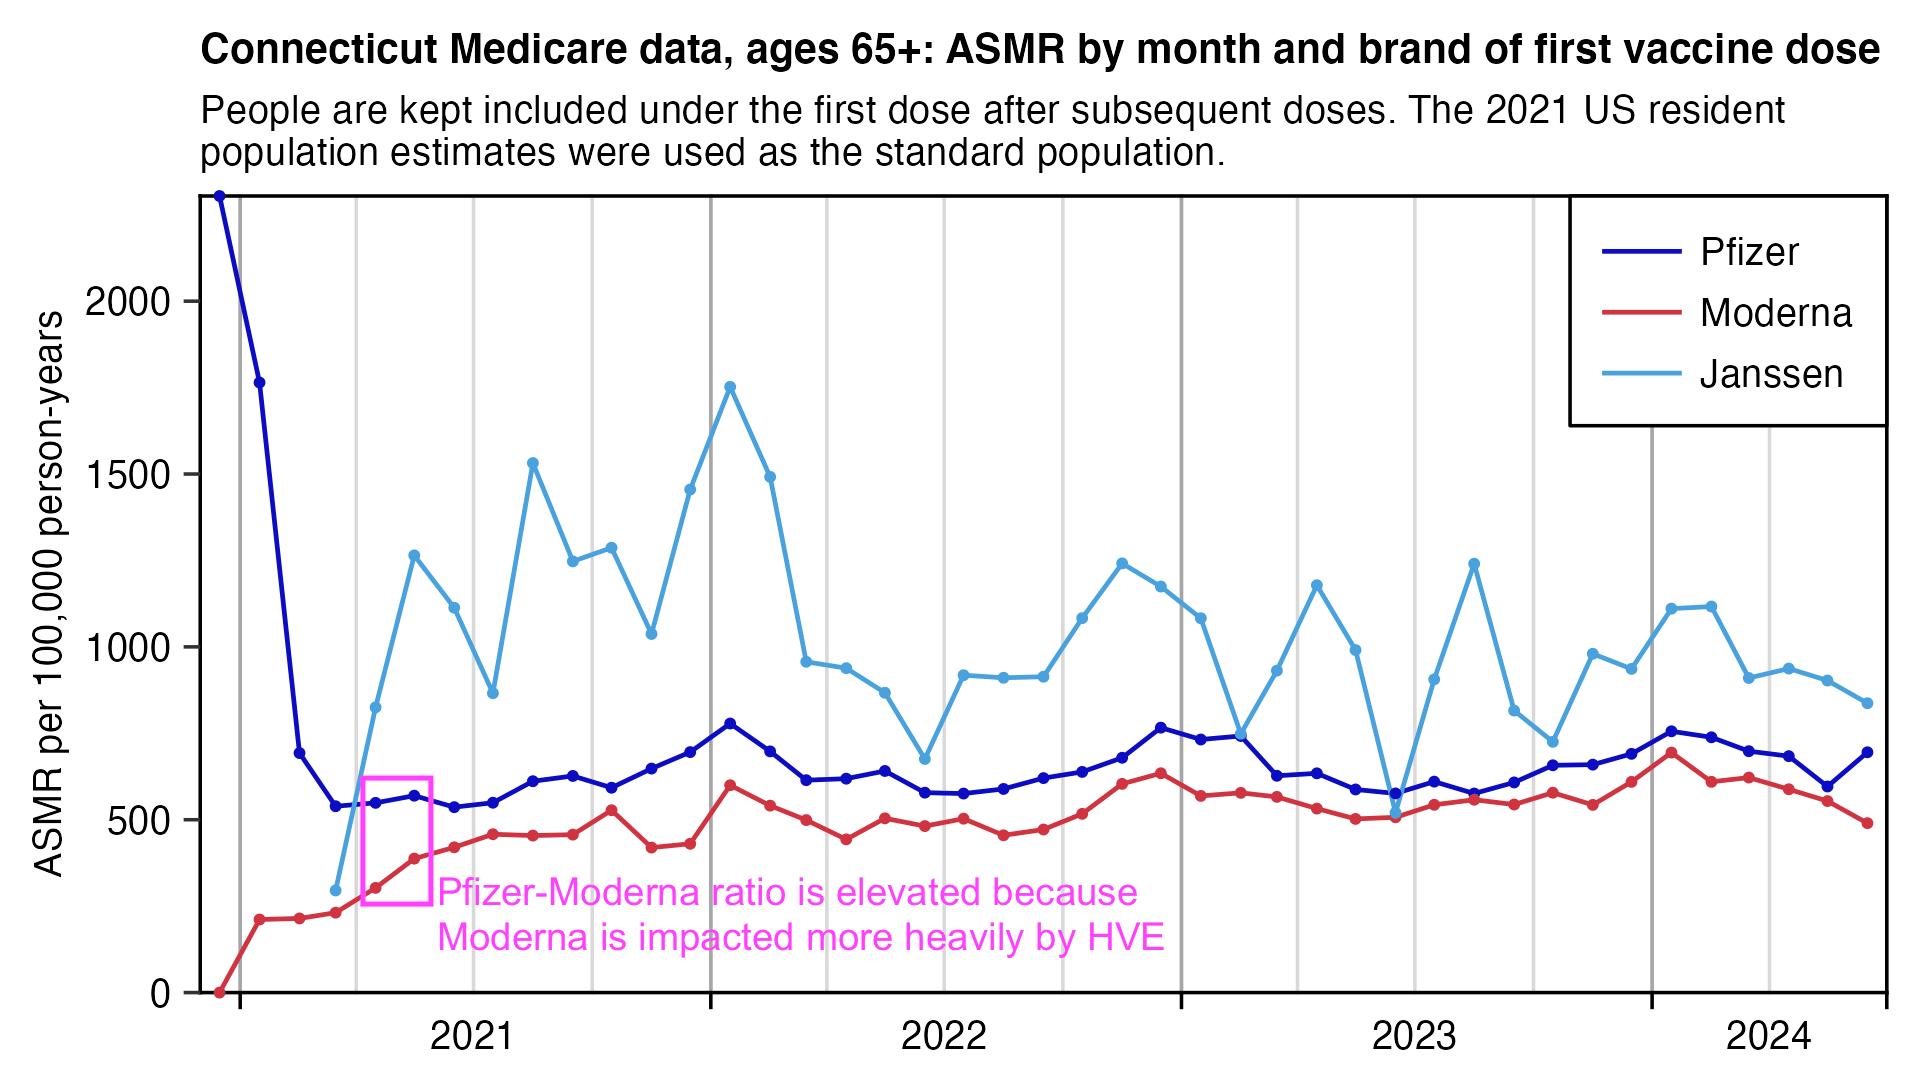 Connecticut Medicare data, ages 65+: ASMR by month and brand of first vaccine dose
People are kept included under the first dose after subsequent doses. The 2021 US resident
population estimates were used as the standard population.
Pfizer
Moderna
Janssen
ASMR per 100,000 person-years
2000
1500
1000
500
0
Pfizer-Moderna ratio is elevated because
Moderna is impacted more heavily by HVE
2021
2022
2023
2024